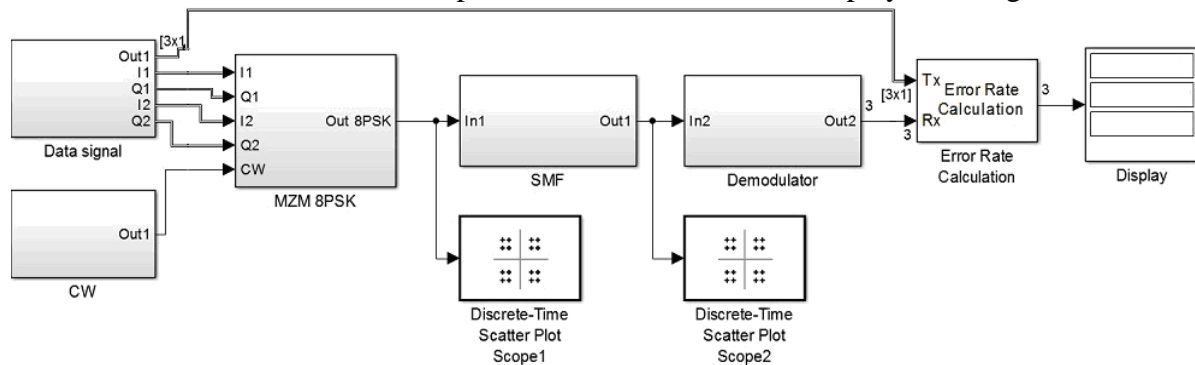 [3x1
Out1
I1
Q1
I2
Q2
Data signal
Out1
CW
I1
Q1
I2
Q2
CW
Out 8PSK
MZM 8PSK
In1
Out1
SMF
Discrete-Time
Scatter Plot
Scope1
In2
Out2
Demodulator
Discrete-Time
Scatter Plot
Scope2
3
3
[3x1]
Tx
Rx
Error Rate
Calculation
Error Rate
Calculation
3
Display